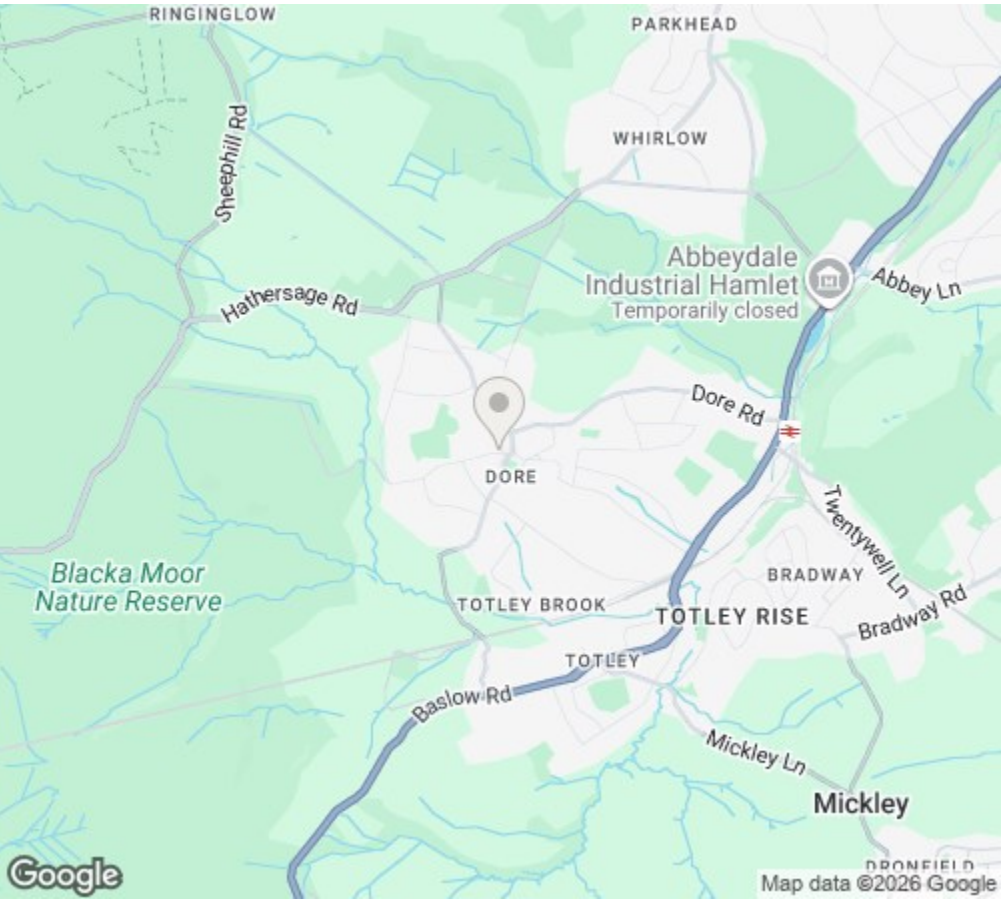 RINGINGLOW
PARKHEAD
Sheephill Rd
WHIRLOW
Abbeydale
Industrial Hamlet
Temporarily closed
Abbey Ln
Hathersage Rd
Dore Rd
DORE
Twentywell Ln
Blacka Moor
Nature Reserve
BRADWAY
TOTLEY BROOK
TOTLEY RISE
Bradway Rd
TOTLEY
Baslow Rd
Mickley Ln
Mickley
DRONFIELD
Google
Map data ©2026 Google